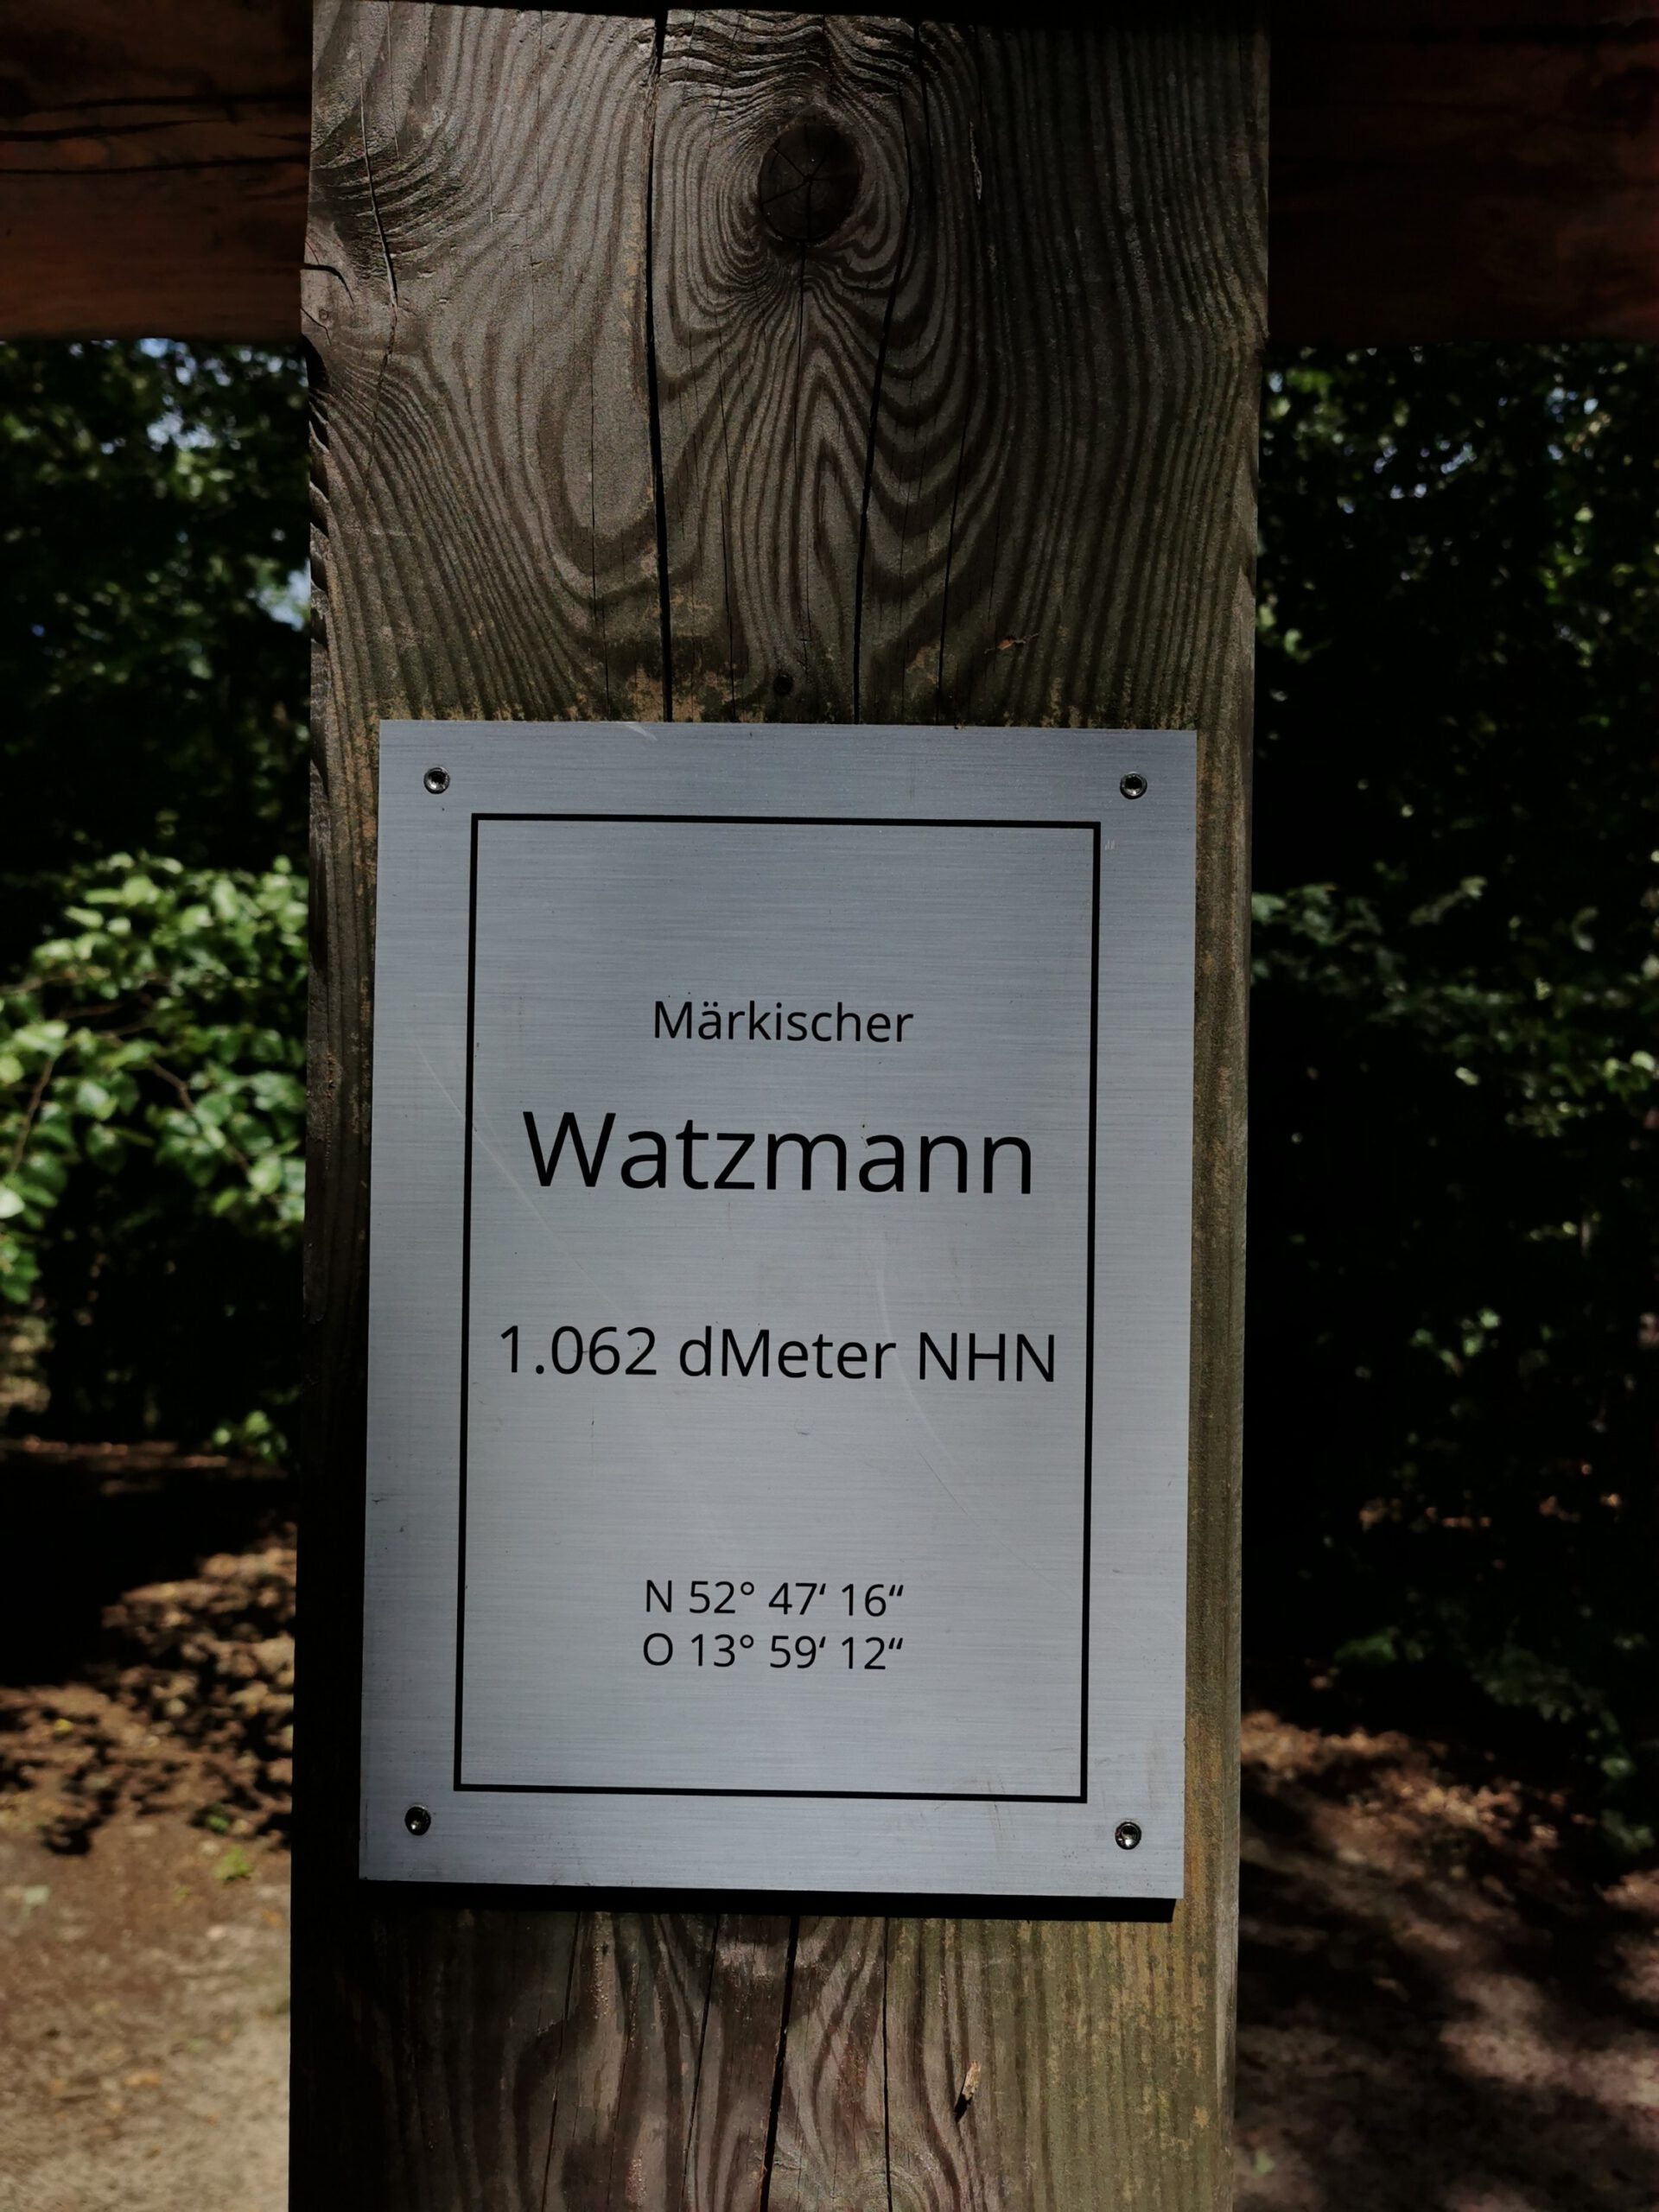 Märkischer
Watzmann
1.062 dMeter NHN
N 52° 47‘ 16“
O 13° 59‘ 12“